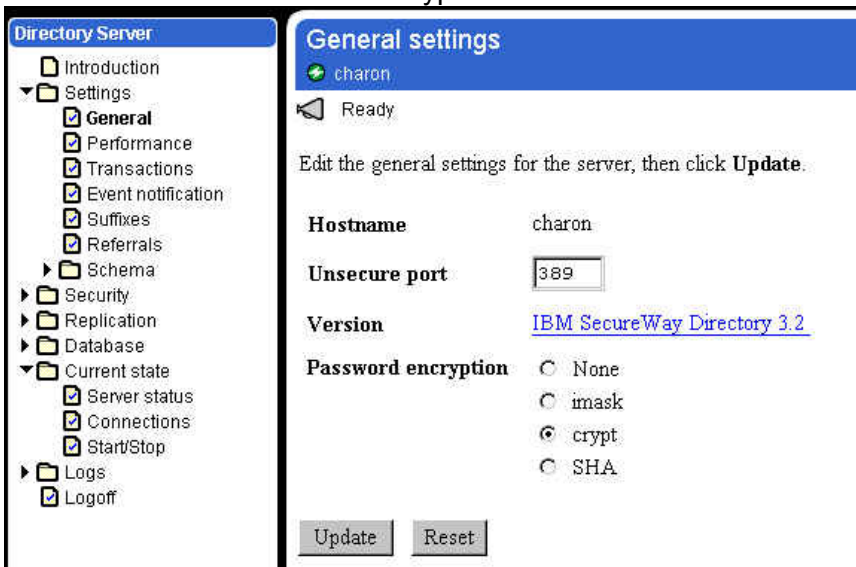 Directory Server
Introduction
Settings
General
Performance
Transactions
Event notification
Suffixes
Referrals
Schema
Security
Replication
Database
Current state
Server status
Connections
Start/Stop
Logs
Logoff
General settings
charon
Ready
Edit the general settings for the server, then click Update.
Hostname charon
Unsecure port 389
Version IBM SecureWay Directory 3.2
Password encryption None
imask
crypt
SHA
Update Reset